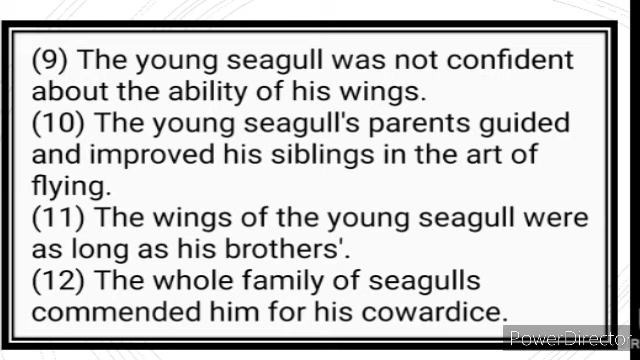 (9) The young seagull was not confident
about the ability of his wings.
(10) The young seagull's parents guided
and improved his siblings in the art of
flying.
(11) The wings of the young seagull were
as long as his brothers'.
(12) The whole family of seagulls
commended him for his cowardice.
PowerDirector